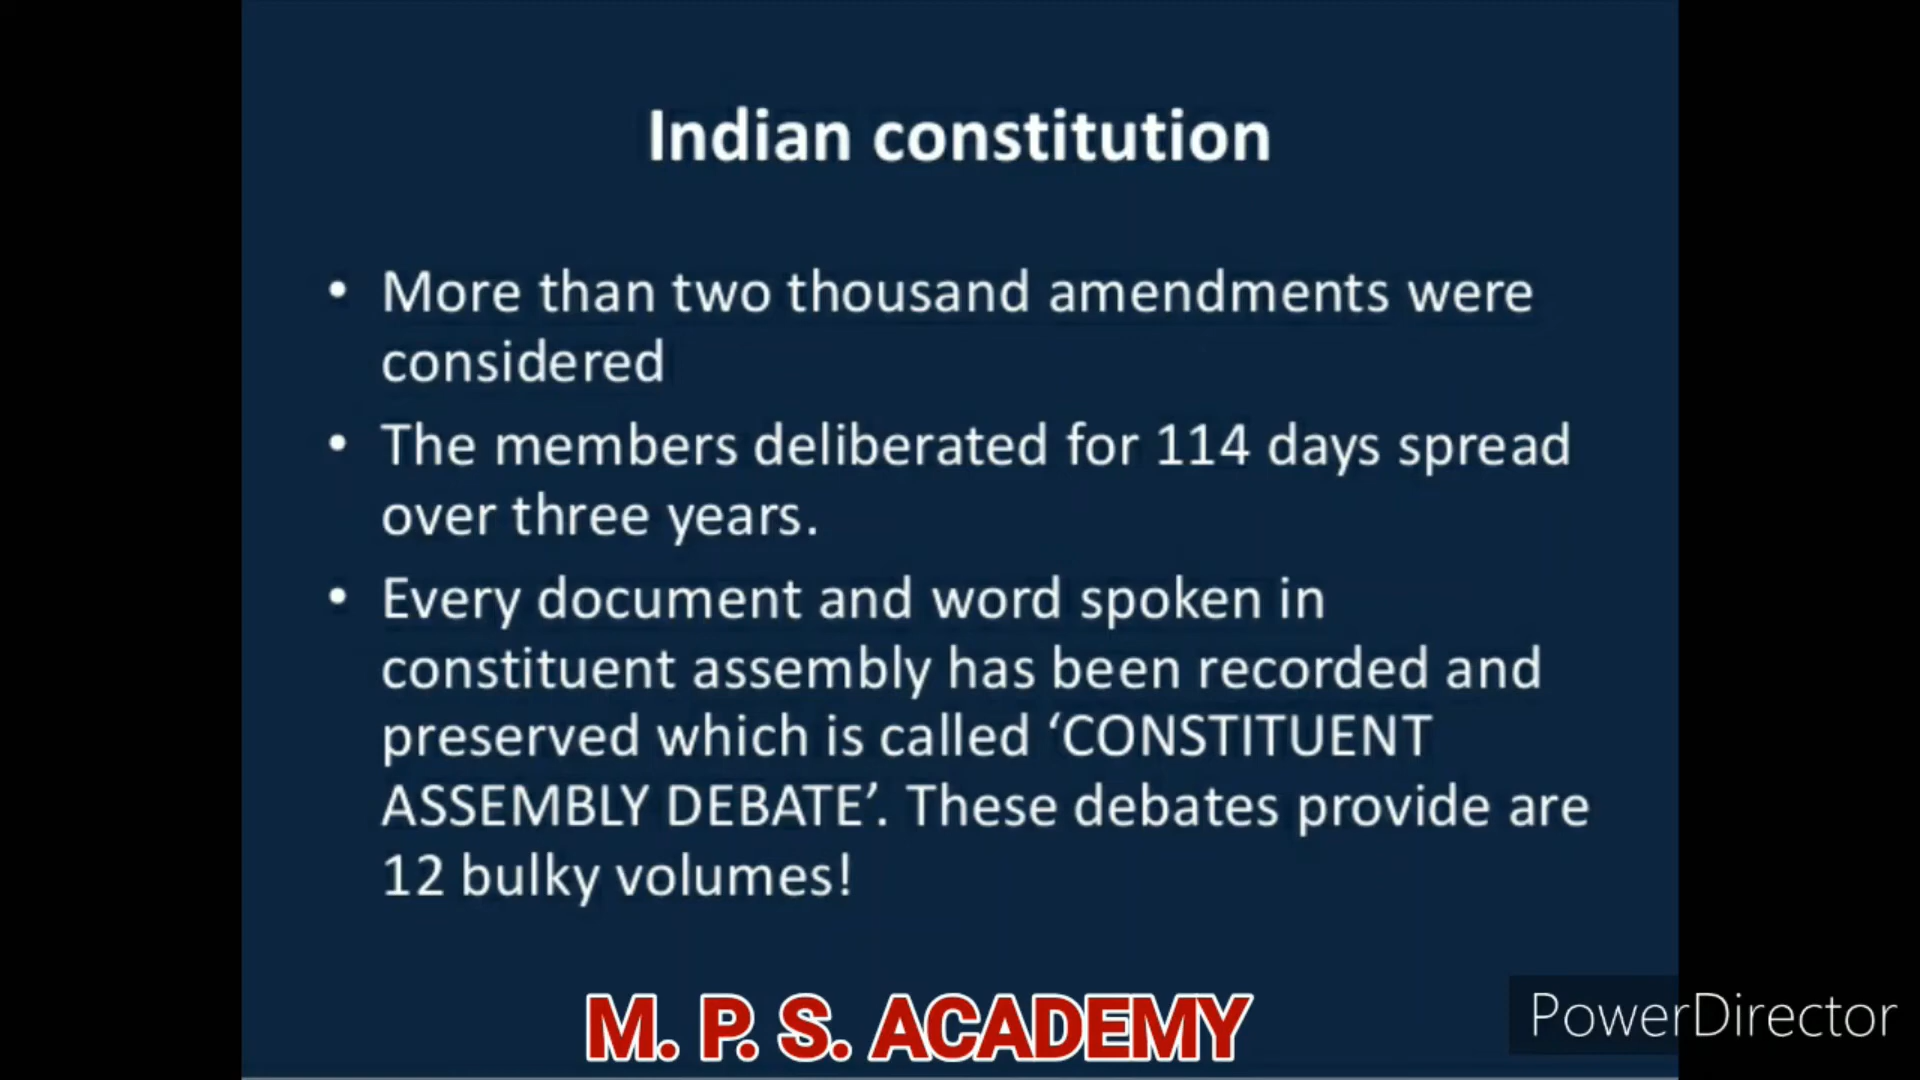 Indian constitution
• More than two thousand amendments were
considered
• The members deliberated for 114 days spread
over three years.
• Every document and word spoken in
constituent assembly has been recorded and
preserved which is called ‘CONSTITUENT
ASSEMBLY DEBATE’. These debates provide are
12 bulky volumes!
M. P. S. ACADEMY
PowerDirector